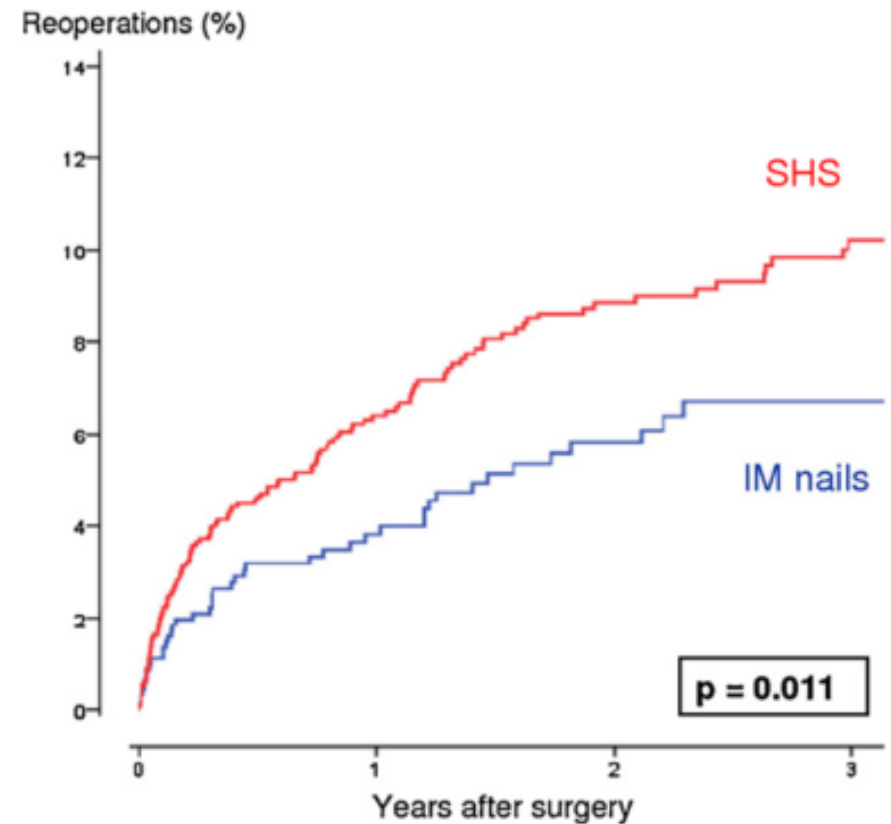 Reoperations (%)
14
12
SHS
10
8
6
IM nails
4
2
p = 0.011
0
0 1 2 3
Years after surgery